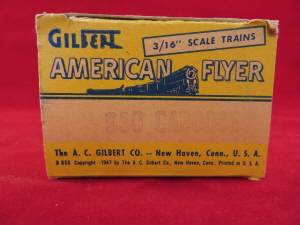 GILBERT
3/16" SCALE TRAINS
AMERICAN FLYER
The A. C. GILBERT CO. — New Haven, Conn., U. S. A.
Copyright - 1947 by The A. C. Gilbert Co., New Haven, Conn., Printed in U. S. A.